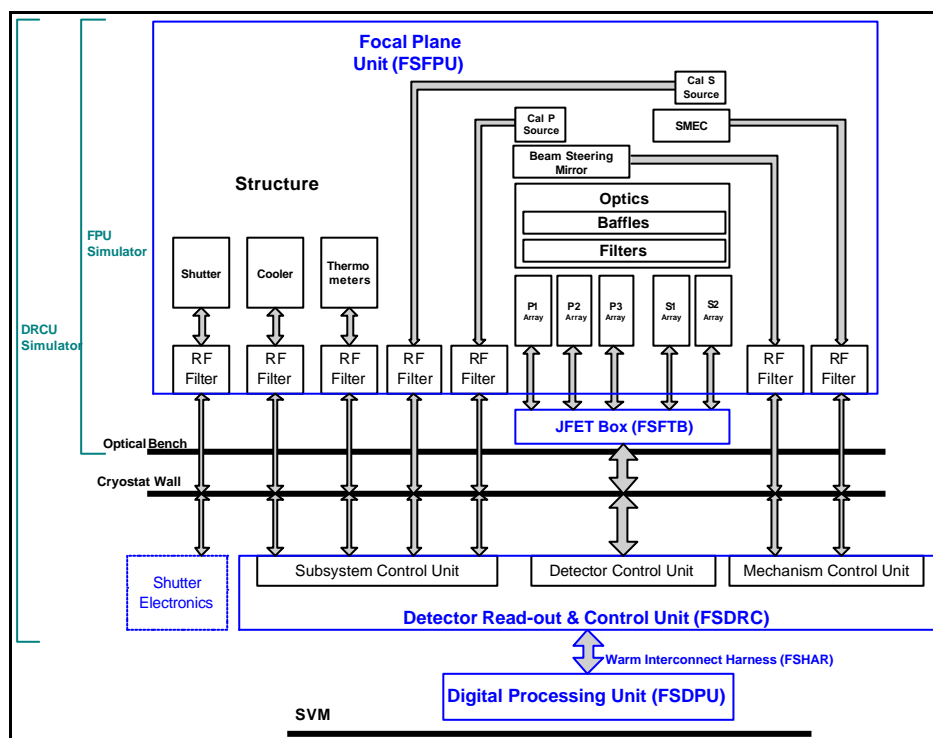 Focal Plane
Unit (FSFPU)
Cal S
Source
Cal P
Source
SMEC
Beam Steering
Mirror
Structure
Optics
Baffles
Filters
FPU
Simulator
Shutter
Cooler
Thermo
meters
P1
Array
P2
Array
P3
Array
S1
Array
S2
Array
DRCU
Simulator
RF
Filter
RF
Filter
RF
Filter
RF
Filter
RF
Filter
RF
Filter
RF
Filter
JFET Box (FSFTB)
Optical Bench
Cryostat Wall
Shutter
Electronics
Subsystem Control Unit
Detector Control Unit
Mechanism Control Unit
Detector Read-out & Control Unit (FSDRC)
Warm Interconnect Harness (FSHAR)
Digital Processing Unit (FSDPU)
SVM